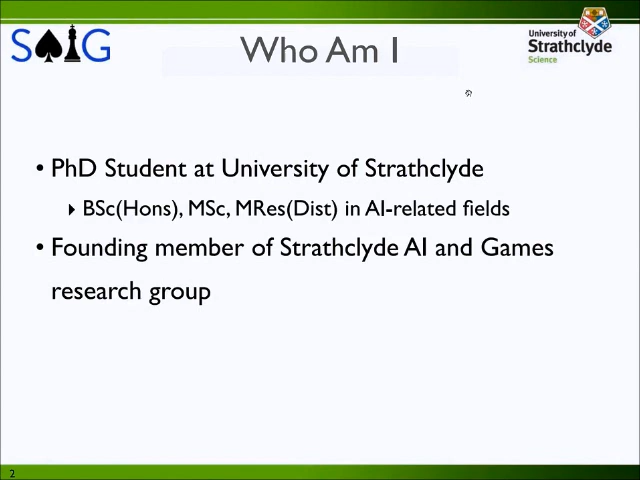 SAIG
University of
Strathclyde
Science
Who Am I
• PhD Student at University of Strathclyde
BSc(Hons), MSc, MRes(Dist) in AI-related fields
• Founding member of Strathclyde AI and Games
research group
2